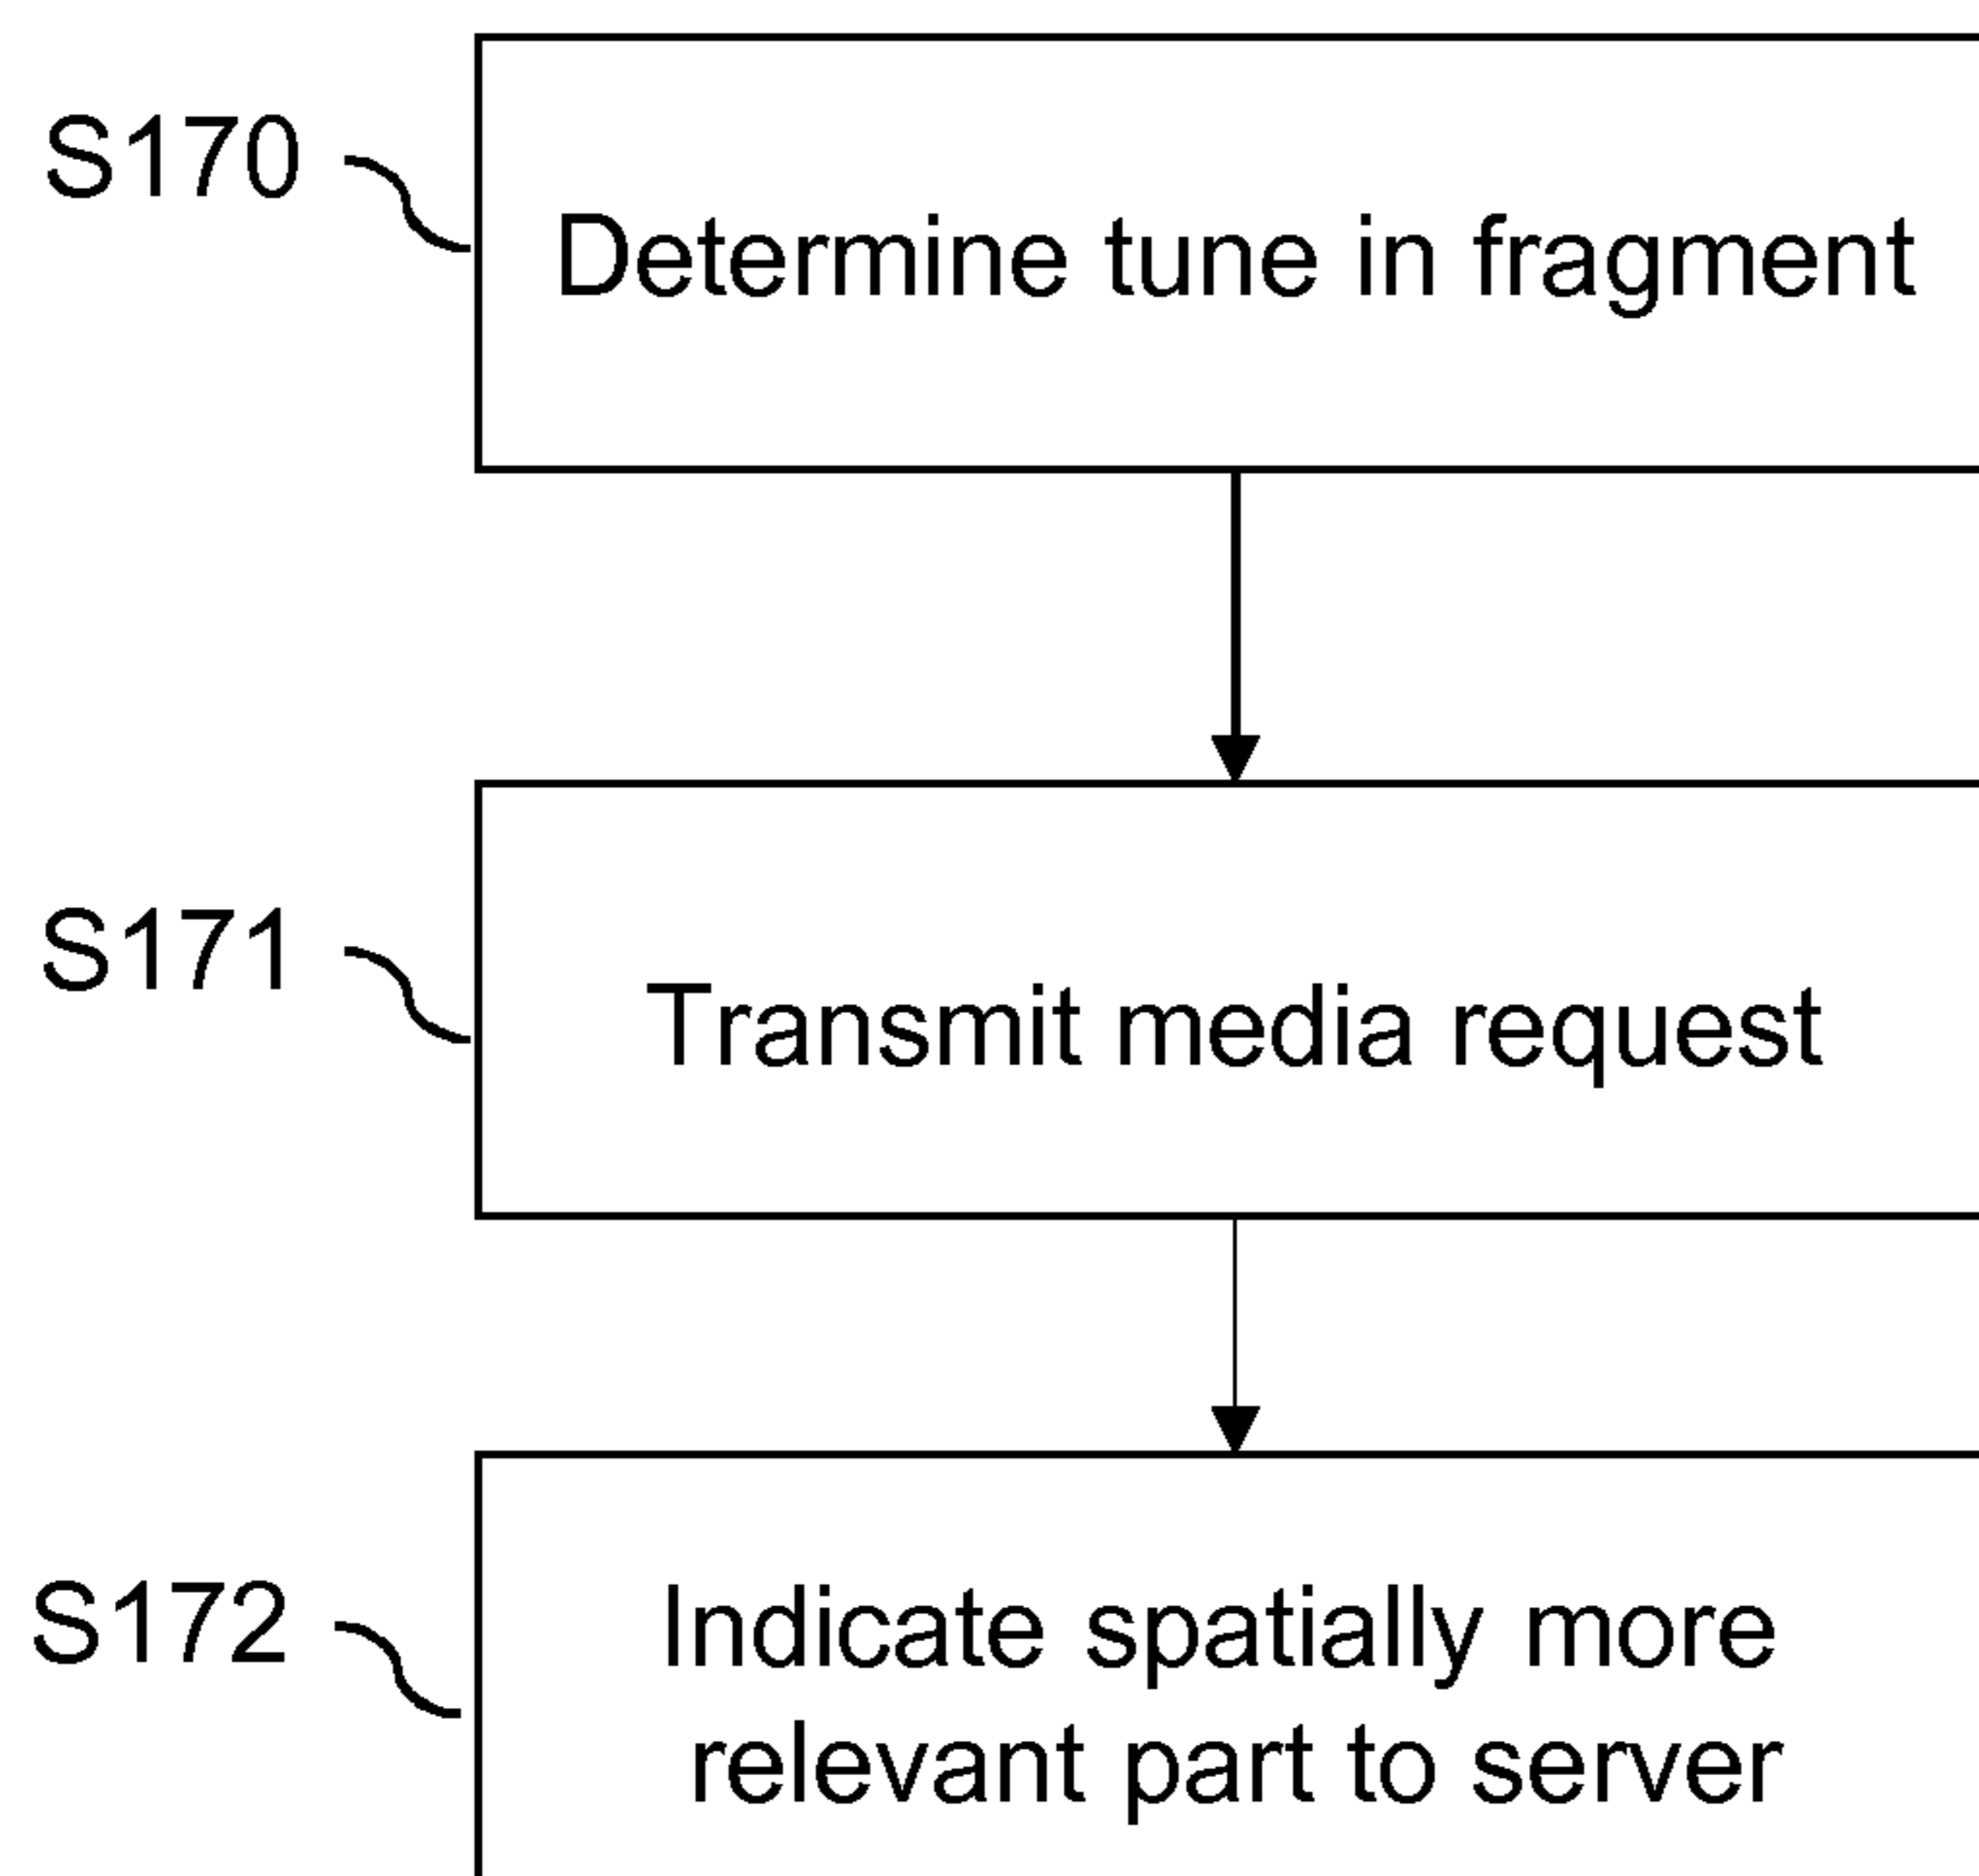 S170
Determine tune in fragment
S171
Transmit media request
S172
Indicate spatially more
relevant part to server